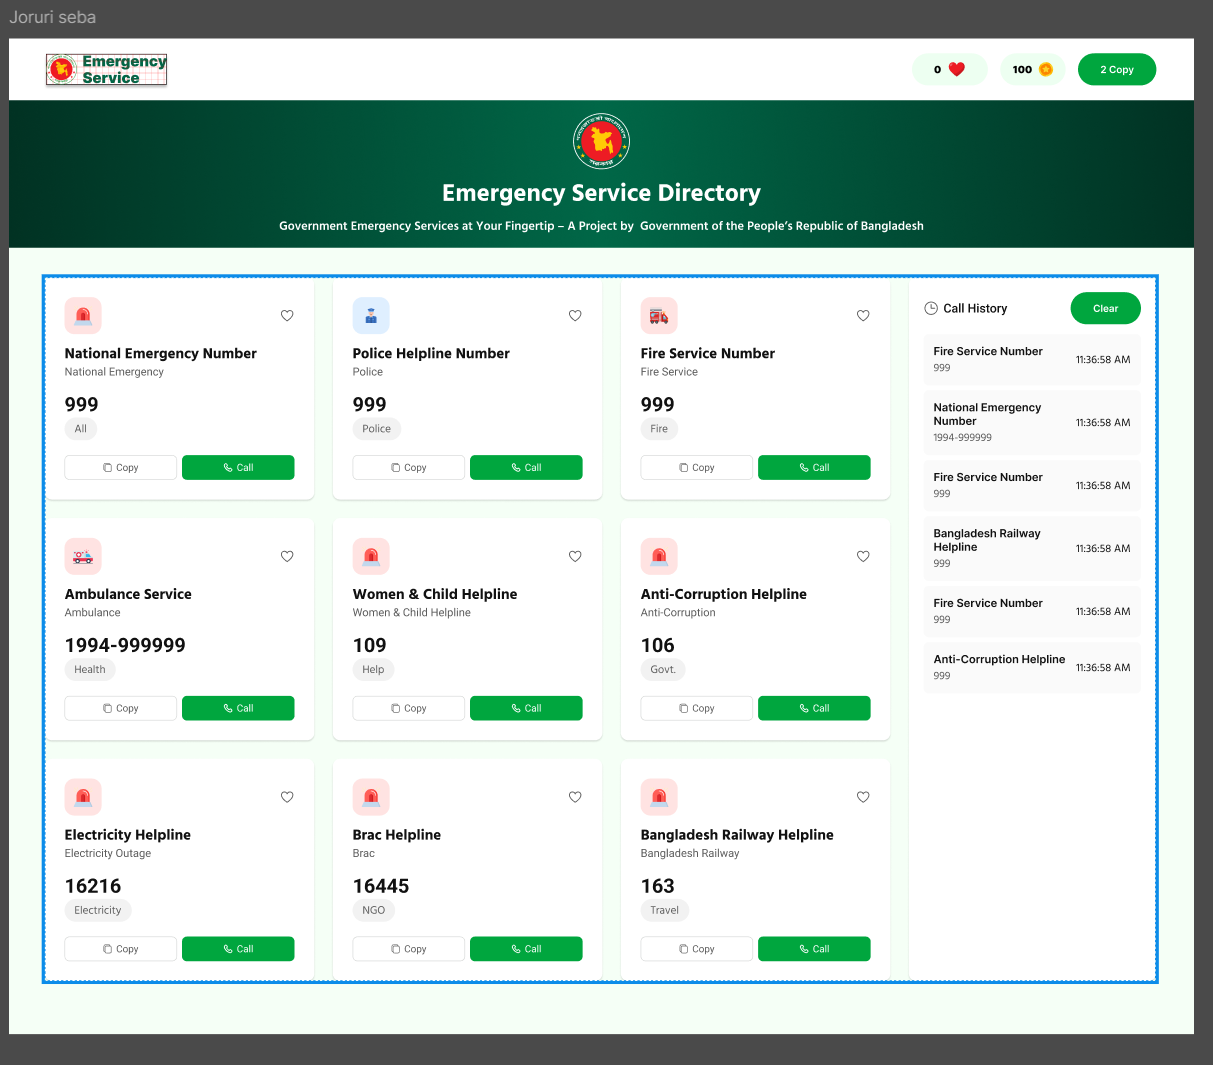 Joruri seba
Emergency
Service
0
100
2 Copy
Emergency Service Directory
Government Emergency Services at Your Fingertip – A Project by  Government of the People’s Republic of Bangladesh
National Emergency Number
National Emergency
999
All
Copy
Call
Police Helpline Number
Police
999
Police
Copy
Call
Fire Service Number
Fire Service
999
Fire
Copy
Call
Ambulance Service
Ambulance
1994-999999
Health
Copy
Call
Women & Child Helpline
Women & Child Helpline
109
Help
Copy
Call
Anti-Corruption Helpline
Anti-Corruption
106
Govt.
Copy
Call
Electricity Helpline
Electricity Outage
16216
Electricity
Copy
Call
Brac Helpline
Brac
16445
NGO
Copy
Call
Bangladesh Railway Helpline
Bangladesh Railway
163
Travel
Copy
Call
Call History
Clear
Fire Service Number
999
11:36:58 AM
National Emergency
Number
1994-999999
11:36:58 AM
Fire Service Number
999
11:36:58 AM
Bangladesh Railway
Helpline
999
11:36:58 AM
Fire Service Number
999
11:36:58 AM
Anti-Corruption Helpline
999
11:36:58 AM